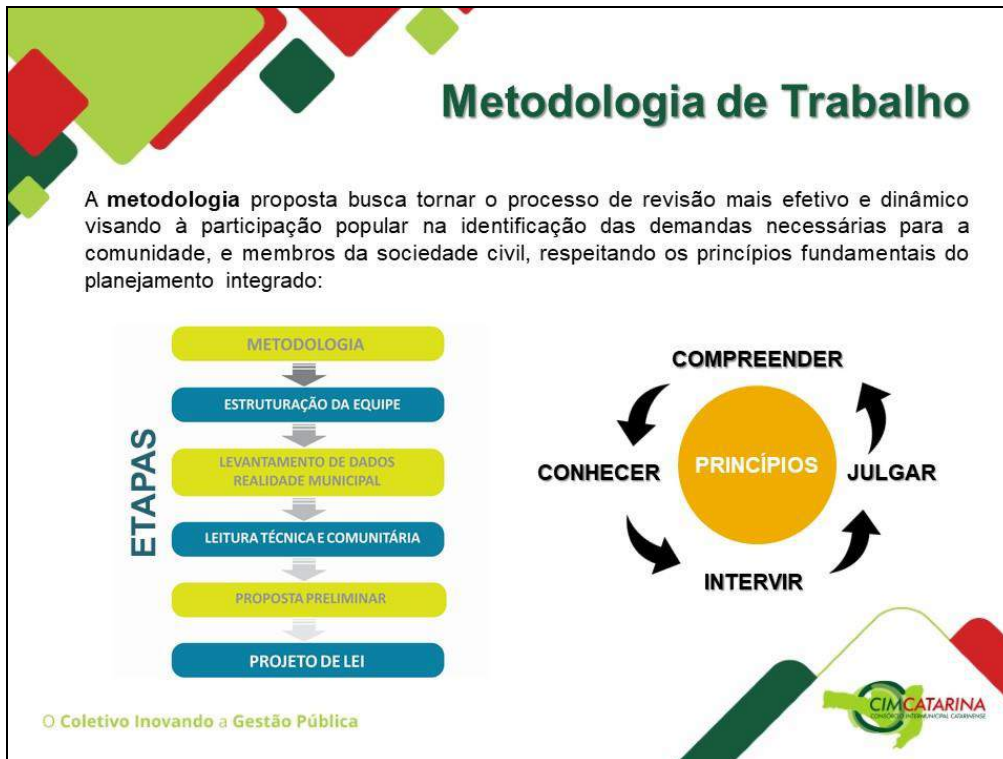 Metodologia de Trabalho
A metodologia proposta busca tornar o processo de revisão mais efetivo e dinâmico
visando à participação popular na identificação das demandas necessárias para a
comunidade, e membros da sociedade civil, respeitando os princípios fundamentais do
planejamento integrado:
ETAPAS
METODOLOGIA
ESTRUTURAÇÃO DA EQUIPE
LEVANTAMENTO DE DADOS
REALIDADE MUNICIPAL
LEITURA TÉCNICA E COMUNITÁRIA
PROPOSTA PRELIMINAR
PROJETO DE LEI
COMPREENDER
CONHECER
PRINCÍPIOS
JULGAR
INTERVIR
O Coletivo Inovando a Gestão Pública
CIMCATARINA
CONSÓRCIO INTERMUNICIPAL CATARINENSE